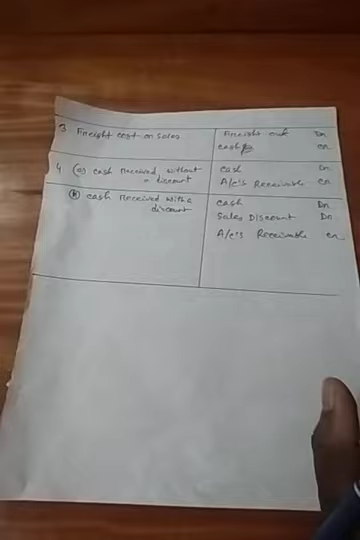 3 Freight cost on sales
Freight out Dr
cash Cr
4 (a) cash received without
a discount
cash Dr
A/c's Receivable Cr
(b) cash received with a
discount
cash Dr
Sales Discount Dr
A/c's Receivable Cr